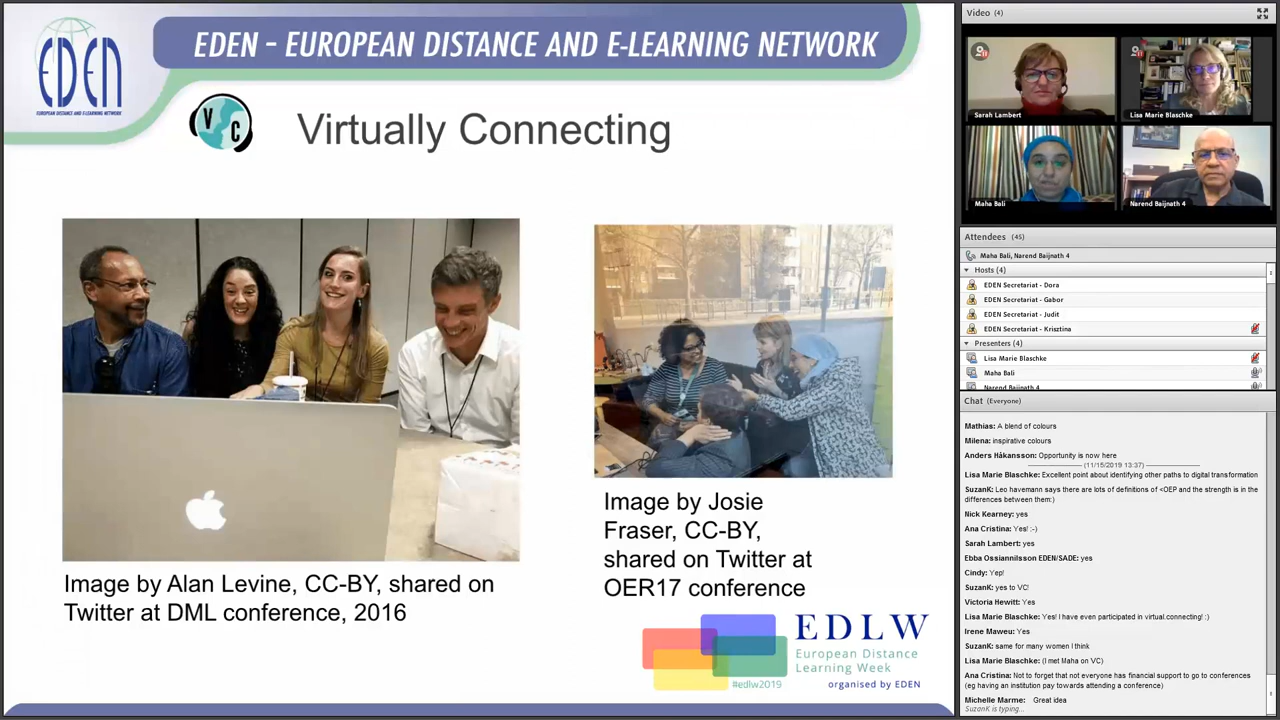 EDEN
EUROPEAN DISTANCE AND E-LEARNING NETWORK
EDEN - EUROPEAN DISTANCE AND E-LEARNING NETWORK
V C
Virtually Connecting
Image by Alan Levine, CC-BY, shared on
Twitter at DML conference, 2016
Image by Josie
Fraser, CC-BY,
shared on Twitter at
OER17 conference
EDLW
European Distance
Learning Week
#edlw2019
organised by EDEN
Video (4)
Sarah Lambert
Lisa Marie Blaschke
Maha Bali
Narend Baijnath 4
Attendees (45)
Maha Bali, Narend Baijnath 4
Hosts (4)
EDEN Secretariat - Dora
EDEN Secretariat - Gabor
EDEN Secretariat - Judit
EDEN Secretariat - Krisztina
Presenters (4)
Lisa Marie Blaschke
Maha Bali
Narend Baijnath 4
Chat (Everyone)
Mathias: A blend of colours
Milena: inspirative colours
Anders Håkansson: Opportunity is now here
(11/15/2019 13:37)
Lisa Marie Blaschke: Excellent point about identifying other paths to digital transformation
SuzanK: Leo havemann says there are lots of definitions of <OEP and the strength is in the
differences between them:)
Nick Kearney: yes
Ana Cristina: Yes! :-)
Sarah Lambert: yes
Ebba Ossiannilsson EDEN/SADE: yes
Cindy: Yep!
SuzanK: yes to VC!
Victoria Hewitt: Yes
Lisa Marie Blaschke: Yes! I have even participated in virtual.connecting! :)
Irene Maweu: Yes
SuzanK: same for many women I think
Lisa Marie Blaschke: (I met Maha on VC)
Ana Cristina: Not to forget that not everyone has financial support to go to conferences
(eg having an institution pay towards attending a conference)
Michelle Marme: Great idea
SuzanK is typing...